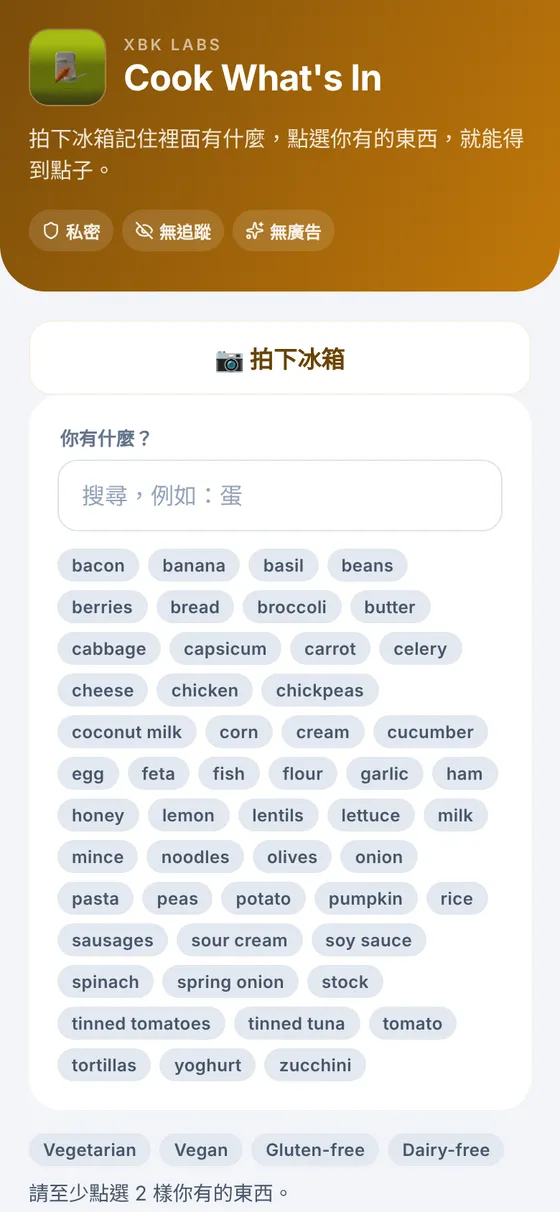 XBK LABS
Cook What's In
拍下冰箱記住裡面有什麼，點選你有的東西，就能得
到點子。
私密 無追蹤 無廣告
拍下冰箱
你有什麼？
搜尋，例如：蛋
bacon banana basil beans
berries bread broccoli butter
cabbage capsicum carrot celery
cheese chicken chickpeas
coconut milk corn cream cucumber
egg feta fish flour garlic ham
honey lemon lentils lettuce milk
mince noodles olives onion
pasta peas potato pumpkin rice
sausages sour cream soy sauce
spinach spring onion stock
tinned tomatoes tinned tuna tomato
tortillas yoghurt zucchini
Vegetarian Vegan Gluten-free Dairy-free
請至少點選 2 樣你有的東西。